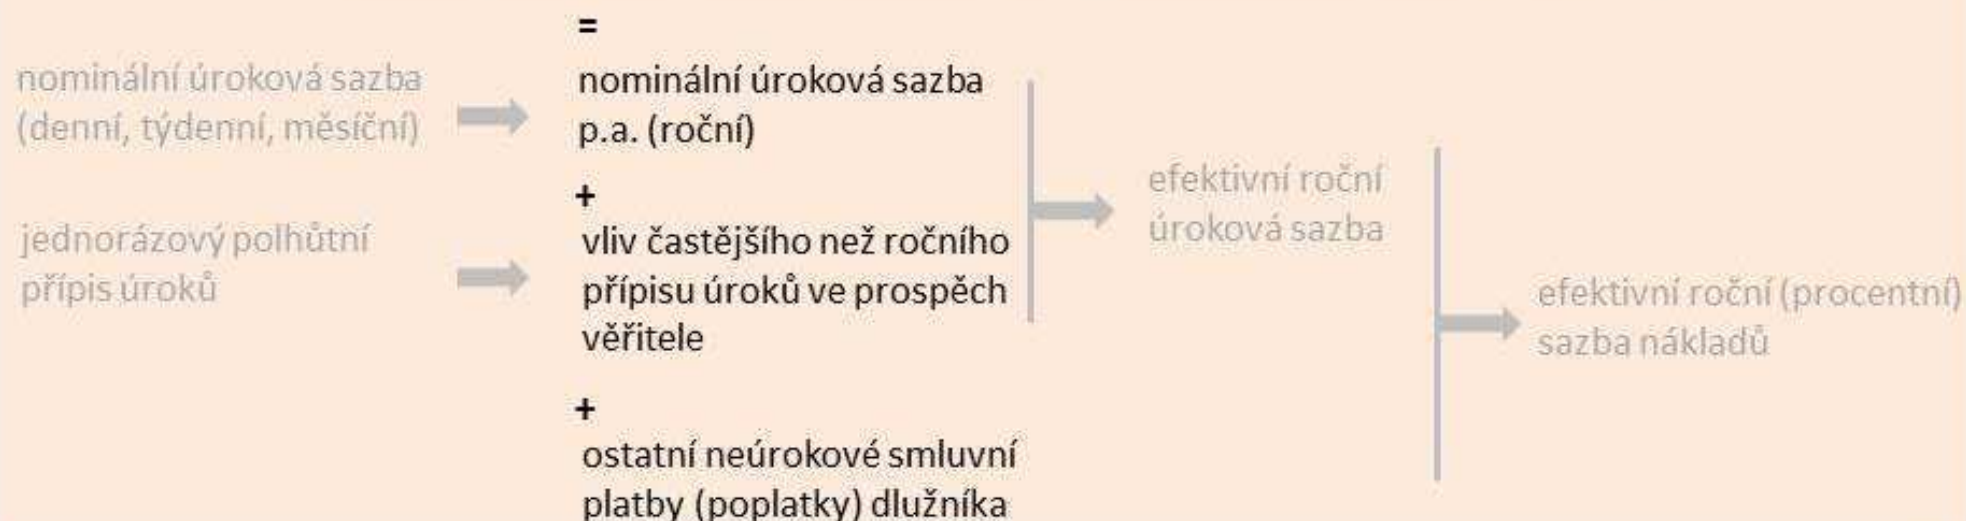 nominální úroková sazba
(denní, týdenní, měsíční)
jednorázový polhůtní
přípis úroků
=
nominální úroková sazba
p.a. (roční)
+
vliv častějšího než ročního
přípisu úroků ve prospěch
věřitele
+
ostatní neúrokové smluvní
platby (poplatky) dlužníka
efektivní roční
úroková sazba
efektivní roční (procentní)
sazba nákladů